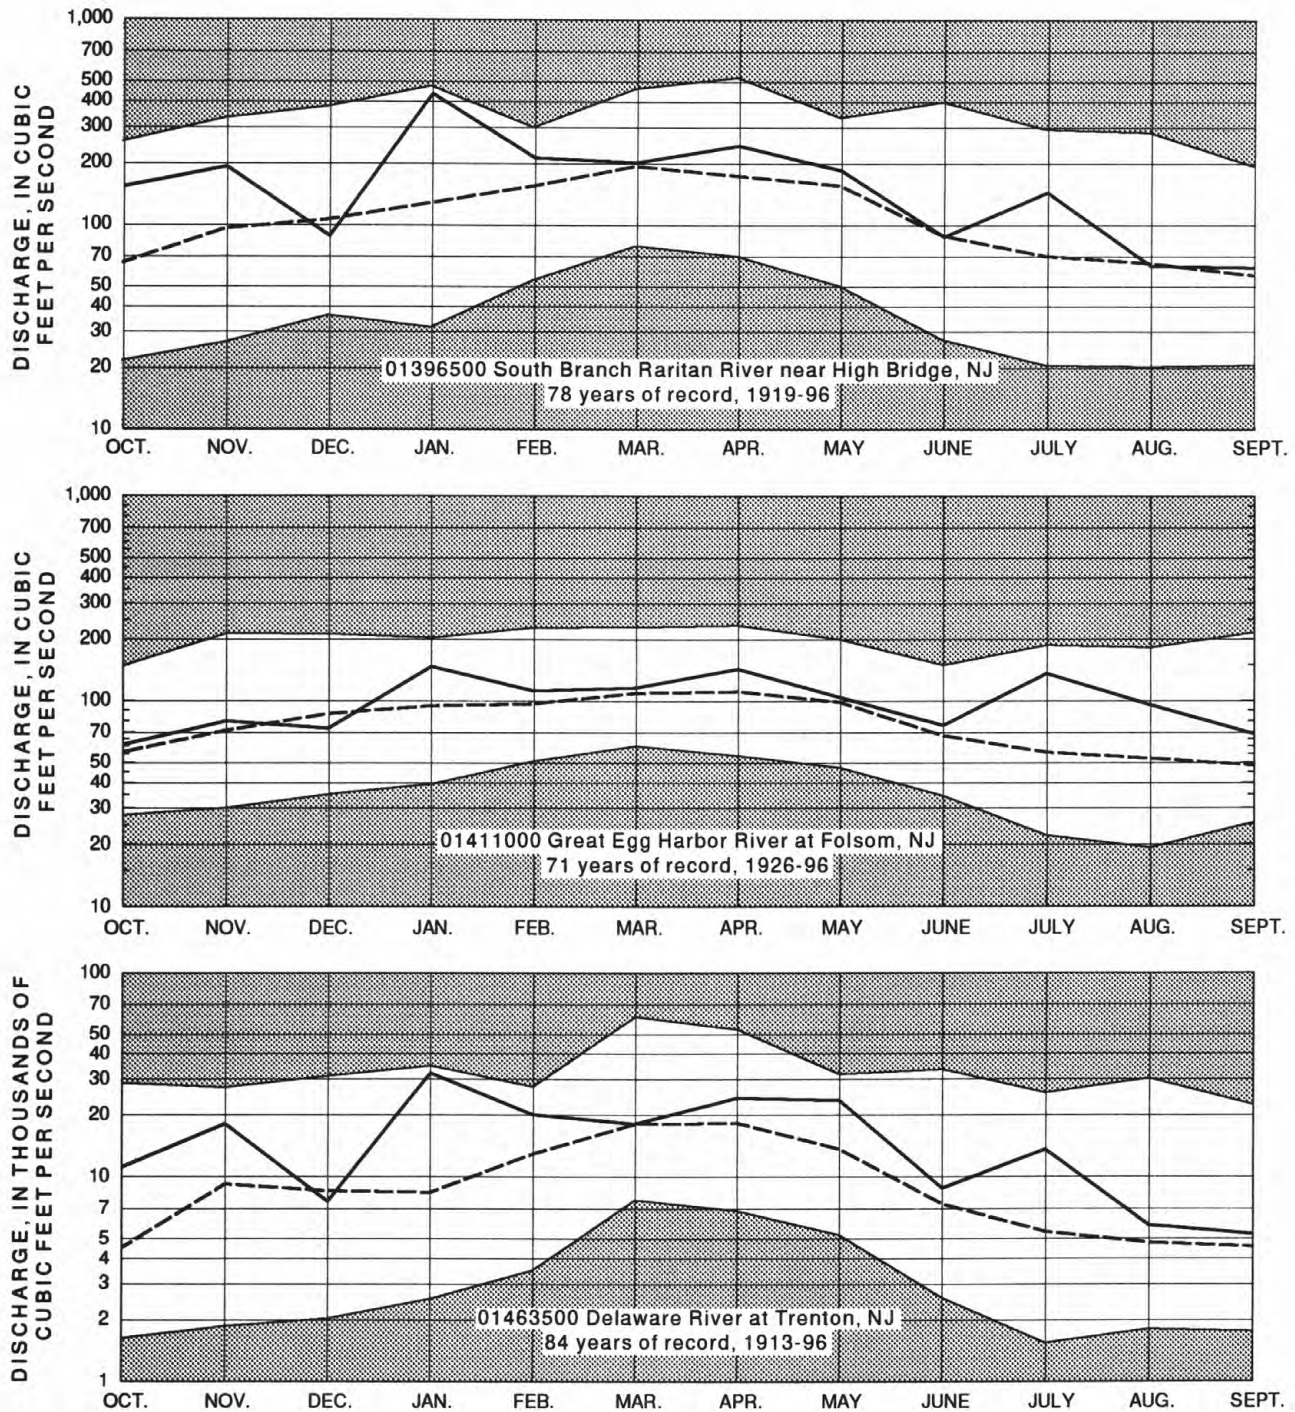 DISCHARGE, IN CUBIC
FEET PER SECOND
1,000
700
500
400
300
200
100
70
50
40
30
20
10
01396500 South Branch Raritan River near High Bridge, NJ
78 years of record, 1919-96
OCT. NOV. DEC. JAN. FEB. MAR. APR. MAY JUNE JULY AUG. SEPT.
DISCHARGE, IN CUBIC
FEET PER SECOND
1,000
700
500
400
300
200
100
70
50
40
30
20
10
01411000 Great Egg Harbor River at Folsom, NJ
71 years of record, 1926-96
OCT. NOV. DEC. JAN. FEB. MAR. APR. MAY JUNE JULY AUG. SEPT.
DISCHARGE, IN THOUSANDS OF
CUBIC FEET PER SECOND
100
70
50
40
30
20
10
7
5
4
3
2
1
01463500 Delaware River at Trenton, NJ
84 years of record, 1913-96
OCT. NOV. DEC. JAN. FEB. MAR. APR. MAY JUNE JULY AUG. SEPT.